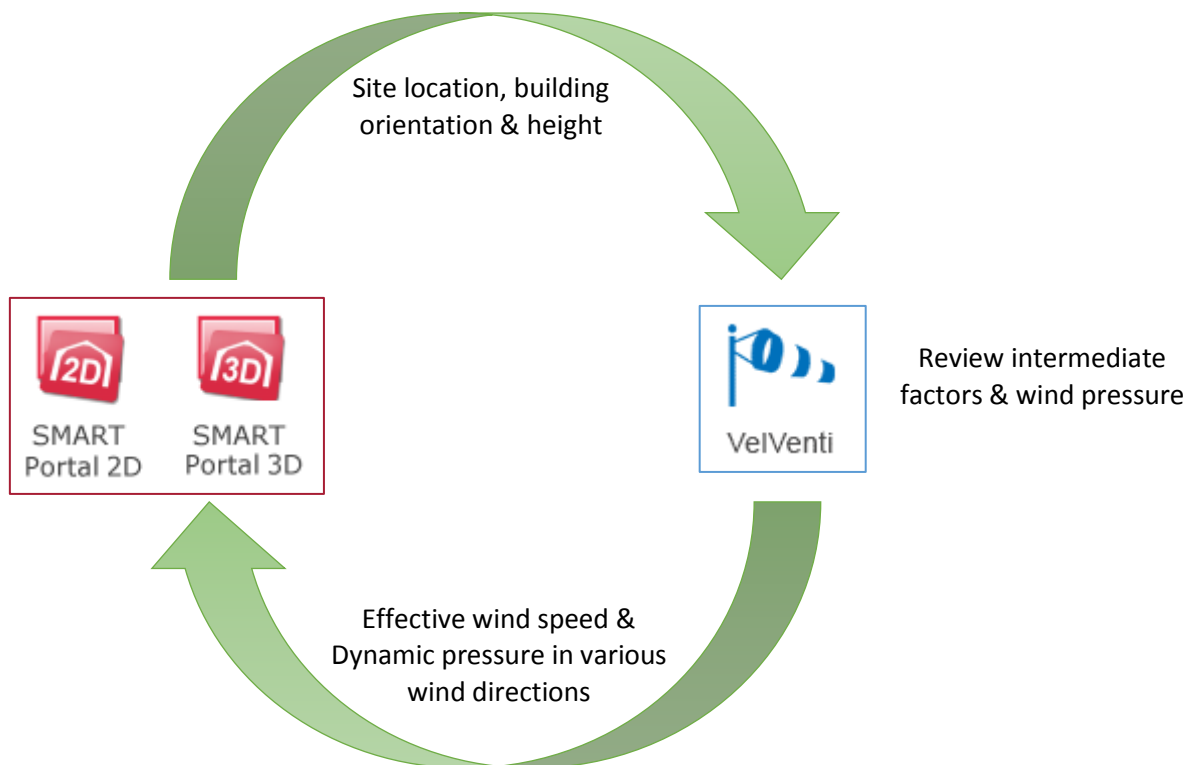 Site location, building
orientation & height
2D
3D
SMART
Portal 2D
SMART
Portal 3D
VelVenti
Review intermediate
factors & wind pressure
Effective wind speed &
Dynamic pressure in various
wind directions